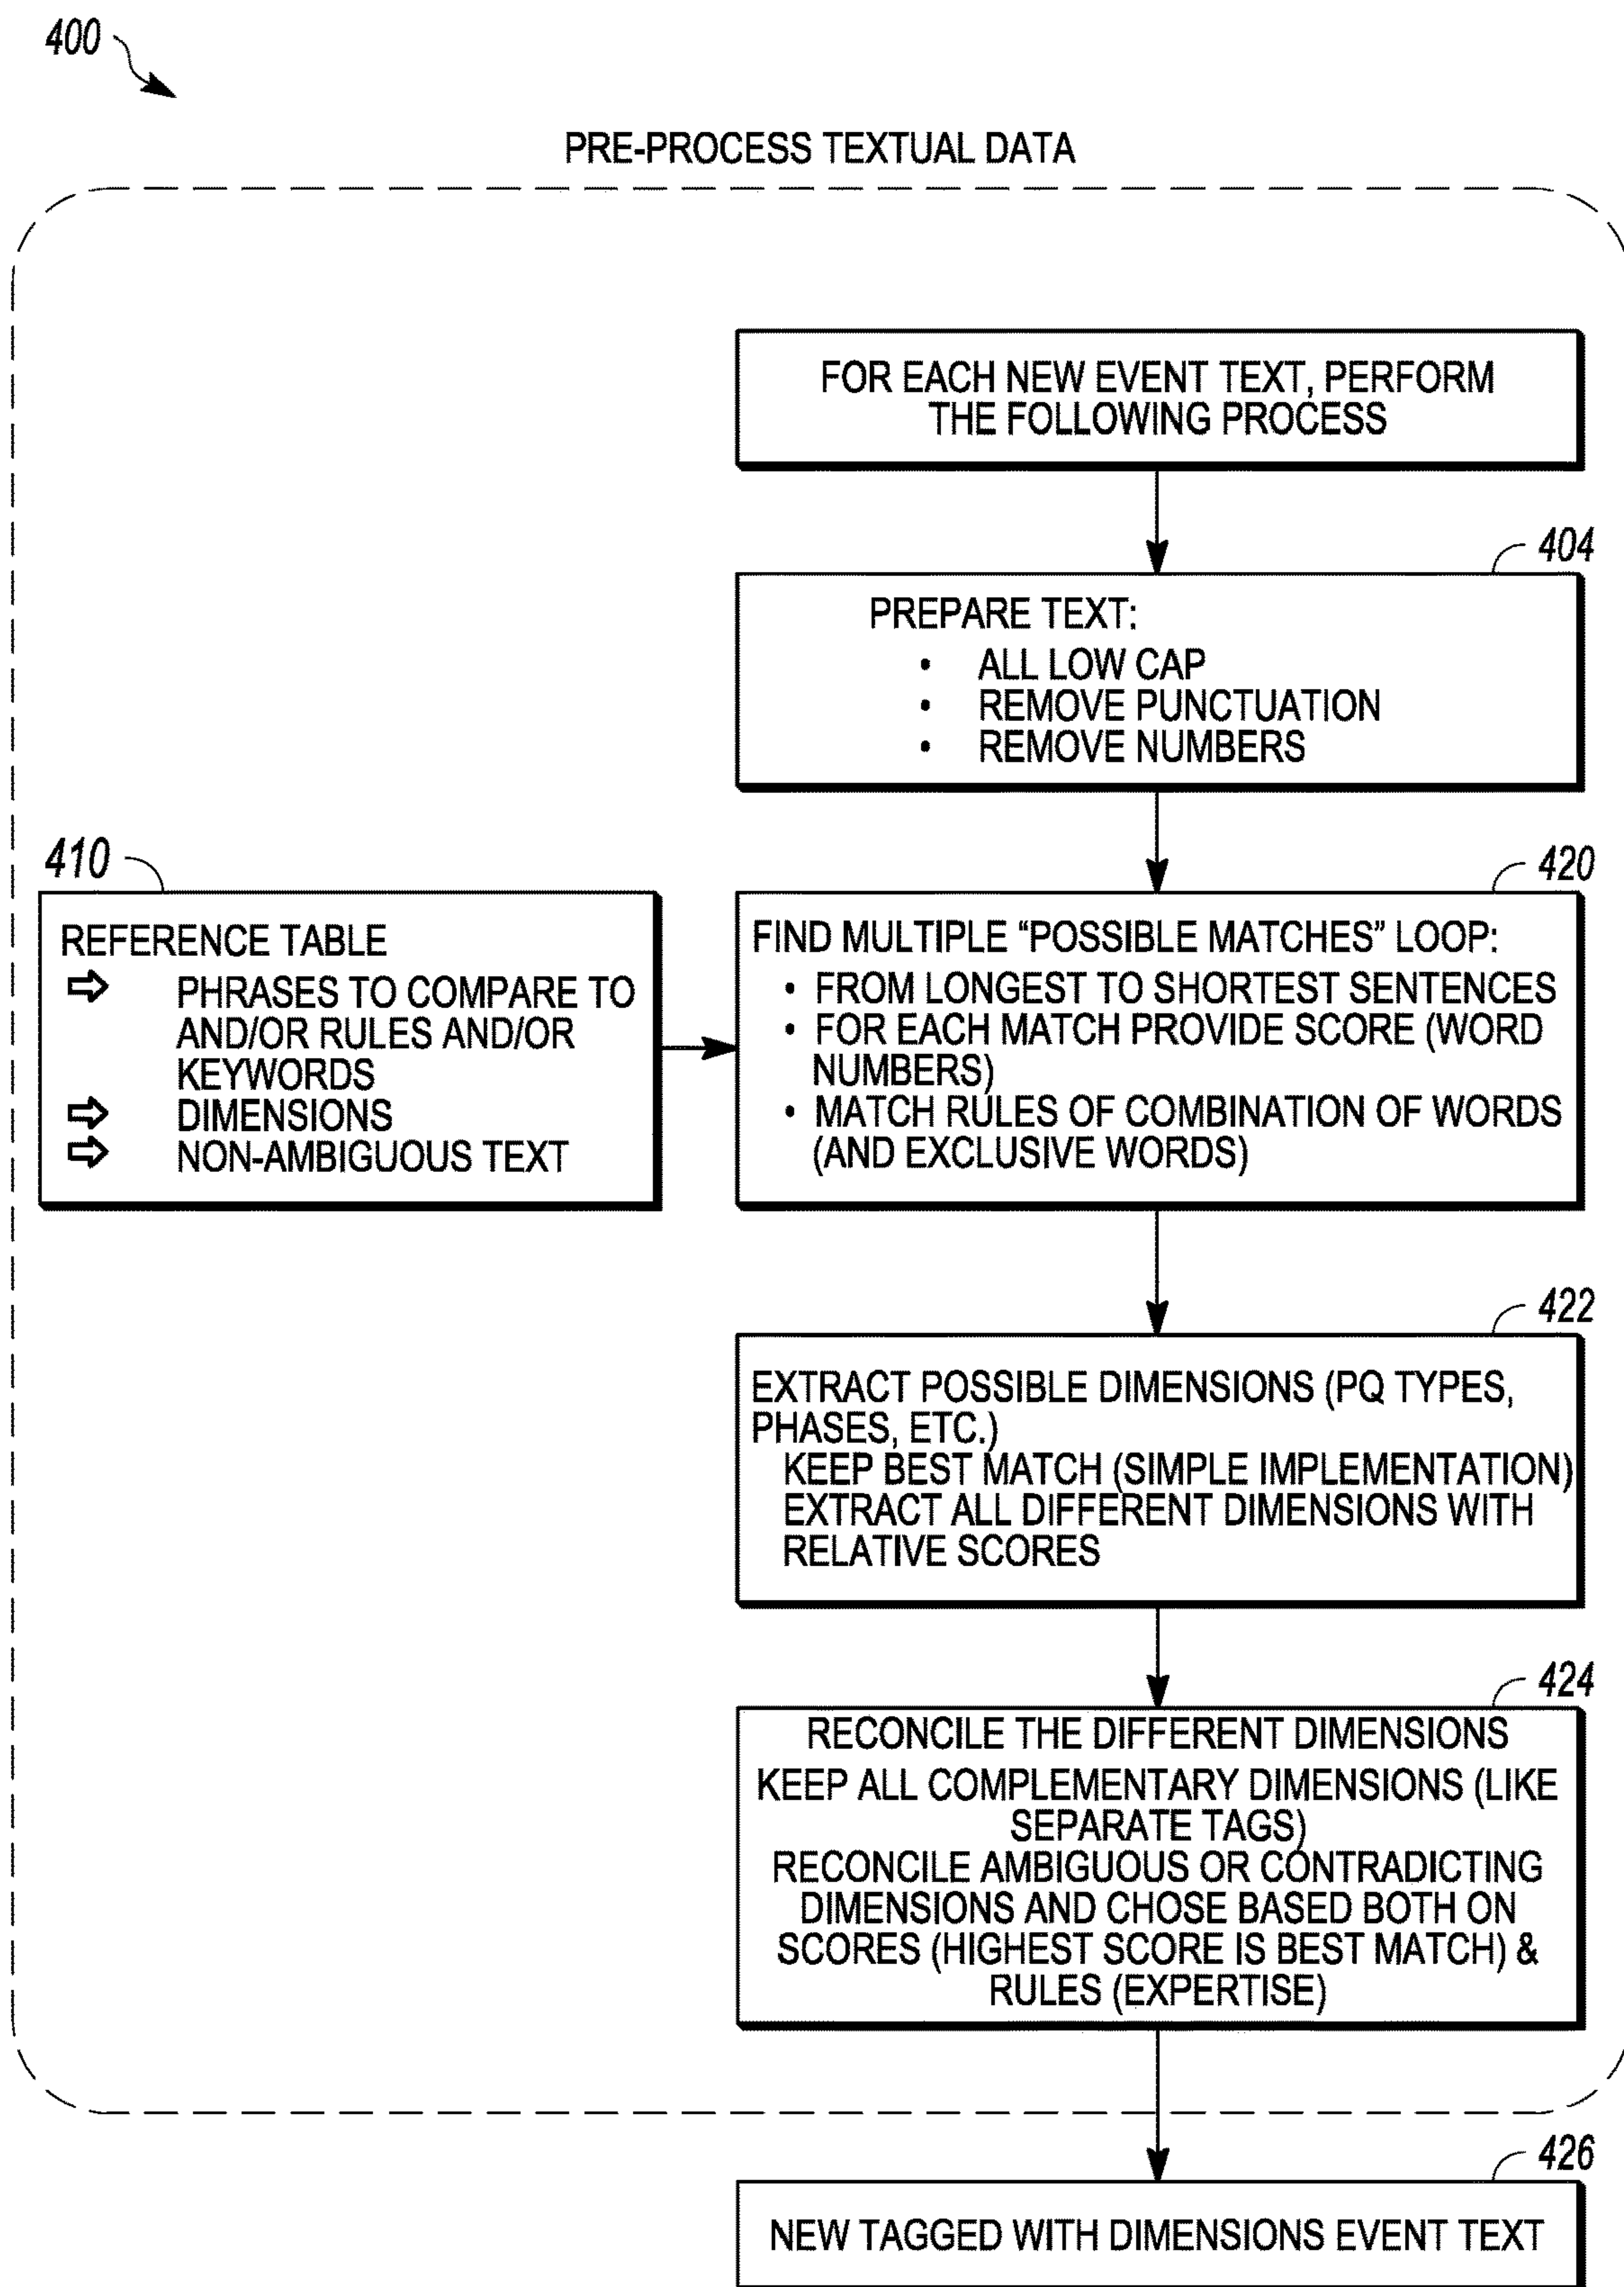 400
PRE-PROCESS TEXTUAL DATA
FOR EACH NEW EVENT TEXT, PERFORM
THE FOLLOWING PROCESS
404
PREPARE TEXT:
• ALL LOW CAP
• REMOVE PUNCTUATION
• REMOVE NUMBERS
410
REFERENCE TABLE
⇨ PHRASES TO COMPARE TO
AND/OR RULES AND/OR
KEYWORDS
⇨ DIMENSIONS
⇨ NON-AMBIGUOUS TEXT
420
FIND MULTIPLE “POSSIBLE MATCHES” LOOP:
• FROM LONGEST TO SHORTEST SENTENCES
• FOR EACH MATCH PROVIDE SCORE (WORD
NUMBERS)
• MATCH RULES OF COMBINATION OF WORDS
(AND EXCLUSIVE WORDS)
422
EXTRACT POSSIBLE DIMENSIONS (PQ TYPES,
PHASES, ETC.)
KEEP BEST MATCH (SIMPLE IMPLEMENTATION)
EXTRACT ALL DIFFERENT DIMENSIONS WITH
RELATIVE SCORES
424
RECONCILE THE DIFFERENT DIMENSIONS
KEEP ALL COMPLEMENTARY DIMENSIONS (LIKE
SEPARATE TAGS)
RECONCILE AMBIGUOUS OR CONTRADICTING
DIMENSIONS AND CHOSE BASED BOTH ON
SCORES (HIGHEST SCORE IS BEST MATCH) &
RULES (EXPERTISE)
426
NEW TAGGED WITH DIMENSIONS EVENT TEXT